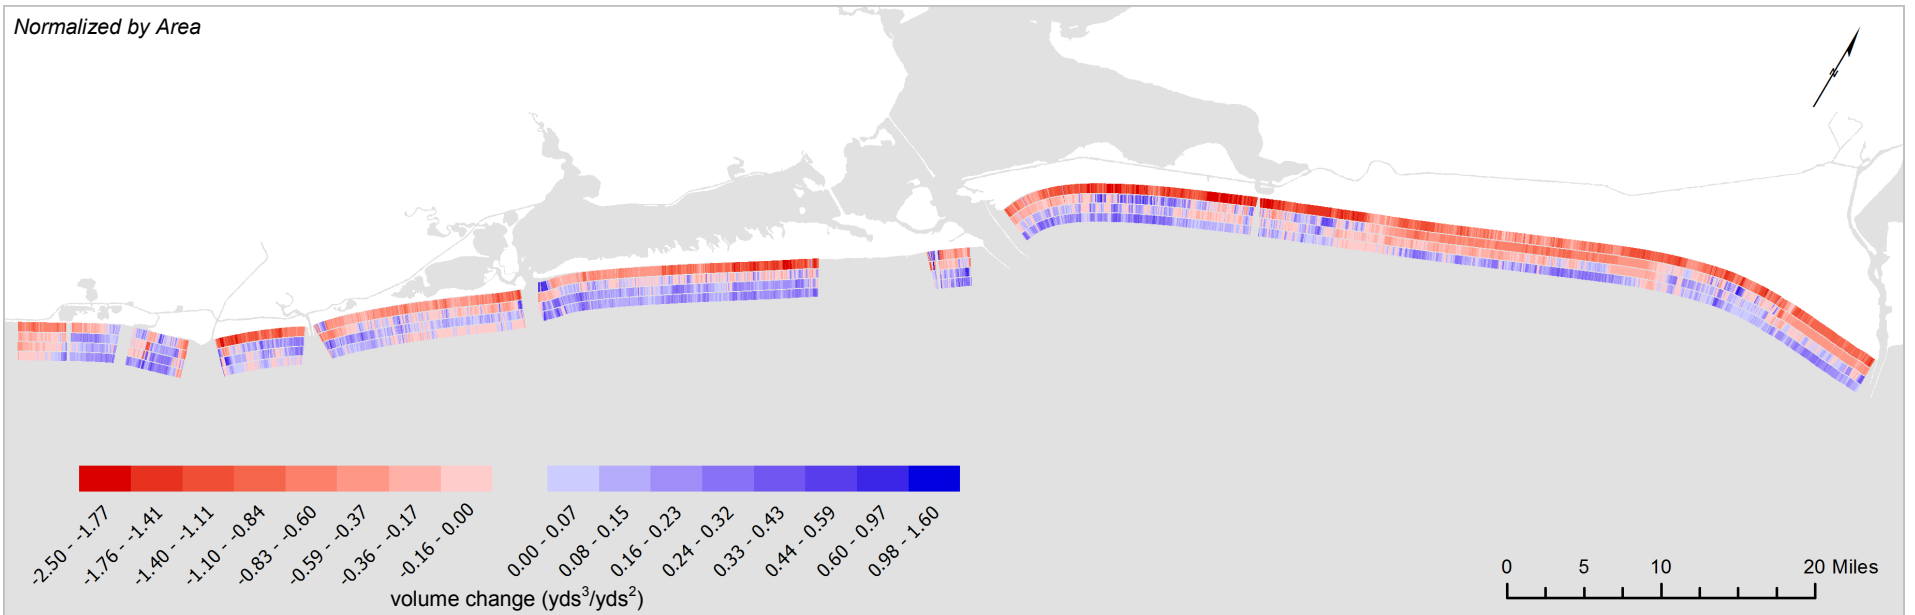 Normalized by Area
N
-2.50 - -1.77
-1.76 - -1.41
-1.40 - -1.11
-1.10 - -0.84
-0.83 - -0.60
-0.59 - -0.37
-0.36 - -0.17
-0.16 - 0.00
0.00 - 0.07
0.08 - 0.15
0.16 - 0.23
0.24 - 0.32
0.33 - 0.43
0.44 - 0.59
0.60 - 0.97
0.98 - 1.60
volume change (yds³/yds²)
0 5 10 20 Miles